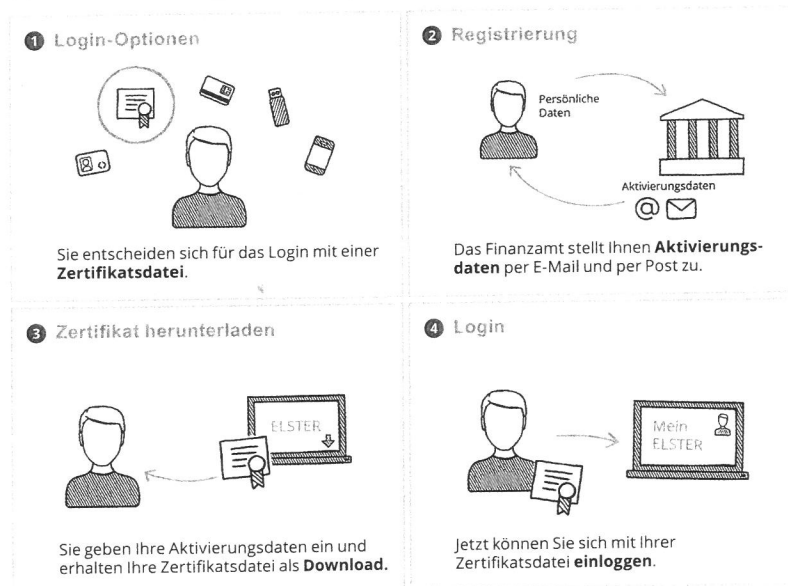 1 Login-Optionen
Sie entscheiden sich für das Login mit einer
Zertifikatsdatei.
2 Registrierung
Persönliche
Daten
Aktivierungsdaten
@
Das Finanzamt stellt Ihnen Aktivierungs-
daten per E-Mail und per Post zu.
3 Zertifikat herunterladen
ELSTER
Sie geben Ihre Aktivierungsdaten ein und
erhalten Ihre Zertifikatsdatei als Download.
4 Login
Mein
ELSTER
Jetzt können Sie sich mit Ihrer
Zertifikatsdatei einloggen.